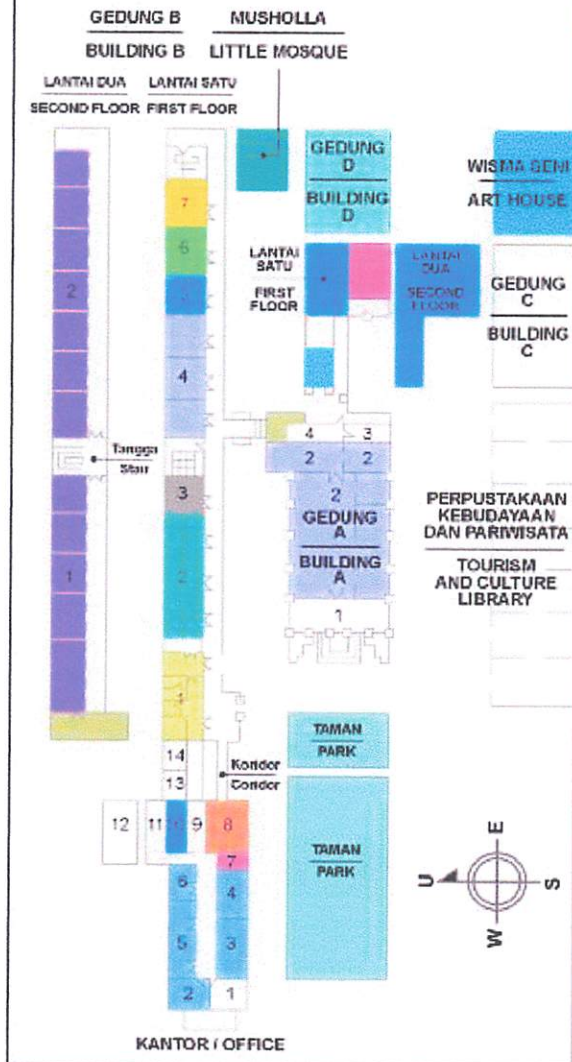 GEDUNG B
BUILDING B
MUSHOLLA
LITTLE MOSQUE
LANTAI DUA
SECOND FLOOR
LANTAI SATU
FIRST FLOOR
GEDUNG
D
BUILDING
D
WISMA SENI
ART HOUSE
7
6
LANTAI
SATU
FIRST
FLOOR
LANTAI
DUA
SECOND
FLOOR
GEDUNG
C
BUILDING
C
2
4
Tangga
Stair
4
3
2
2
2
GEDUNG
A
BUILDING
A
1
3
2
1
1
PERPUSTAKAAN
KEBUDAYAAN
DAN PARIWISATA
TOURISM
AND CULTURE
LIBRARY
TAMAN
PARK
14
13
Koridor
Coridor
12
11
10
9
8
7
TAMAN
PARK
6
4
5
3
2
1
E
U
S
W
KANTOR / OFFICE